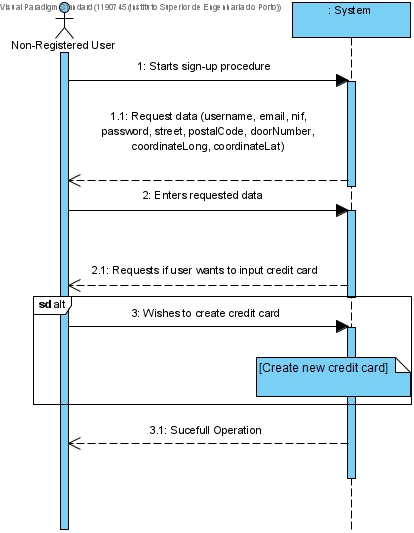 Visual Paradigm Standard (1190745 (Instituto Superior de Engenharia do Porto))
: System
Non-Registered User
1: Starts sign-up procedure
1.1: Request data (username, email, nif,
password, street, postalCode, doorNumber,
coordinateLong, coordinateLat)
2: Enters requested data
2.1: Requests if user wants to input credit card
sd alt
3: Wishes to create credit card
[Create new credit card]
3.1: Sucefull Operation